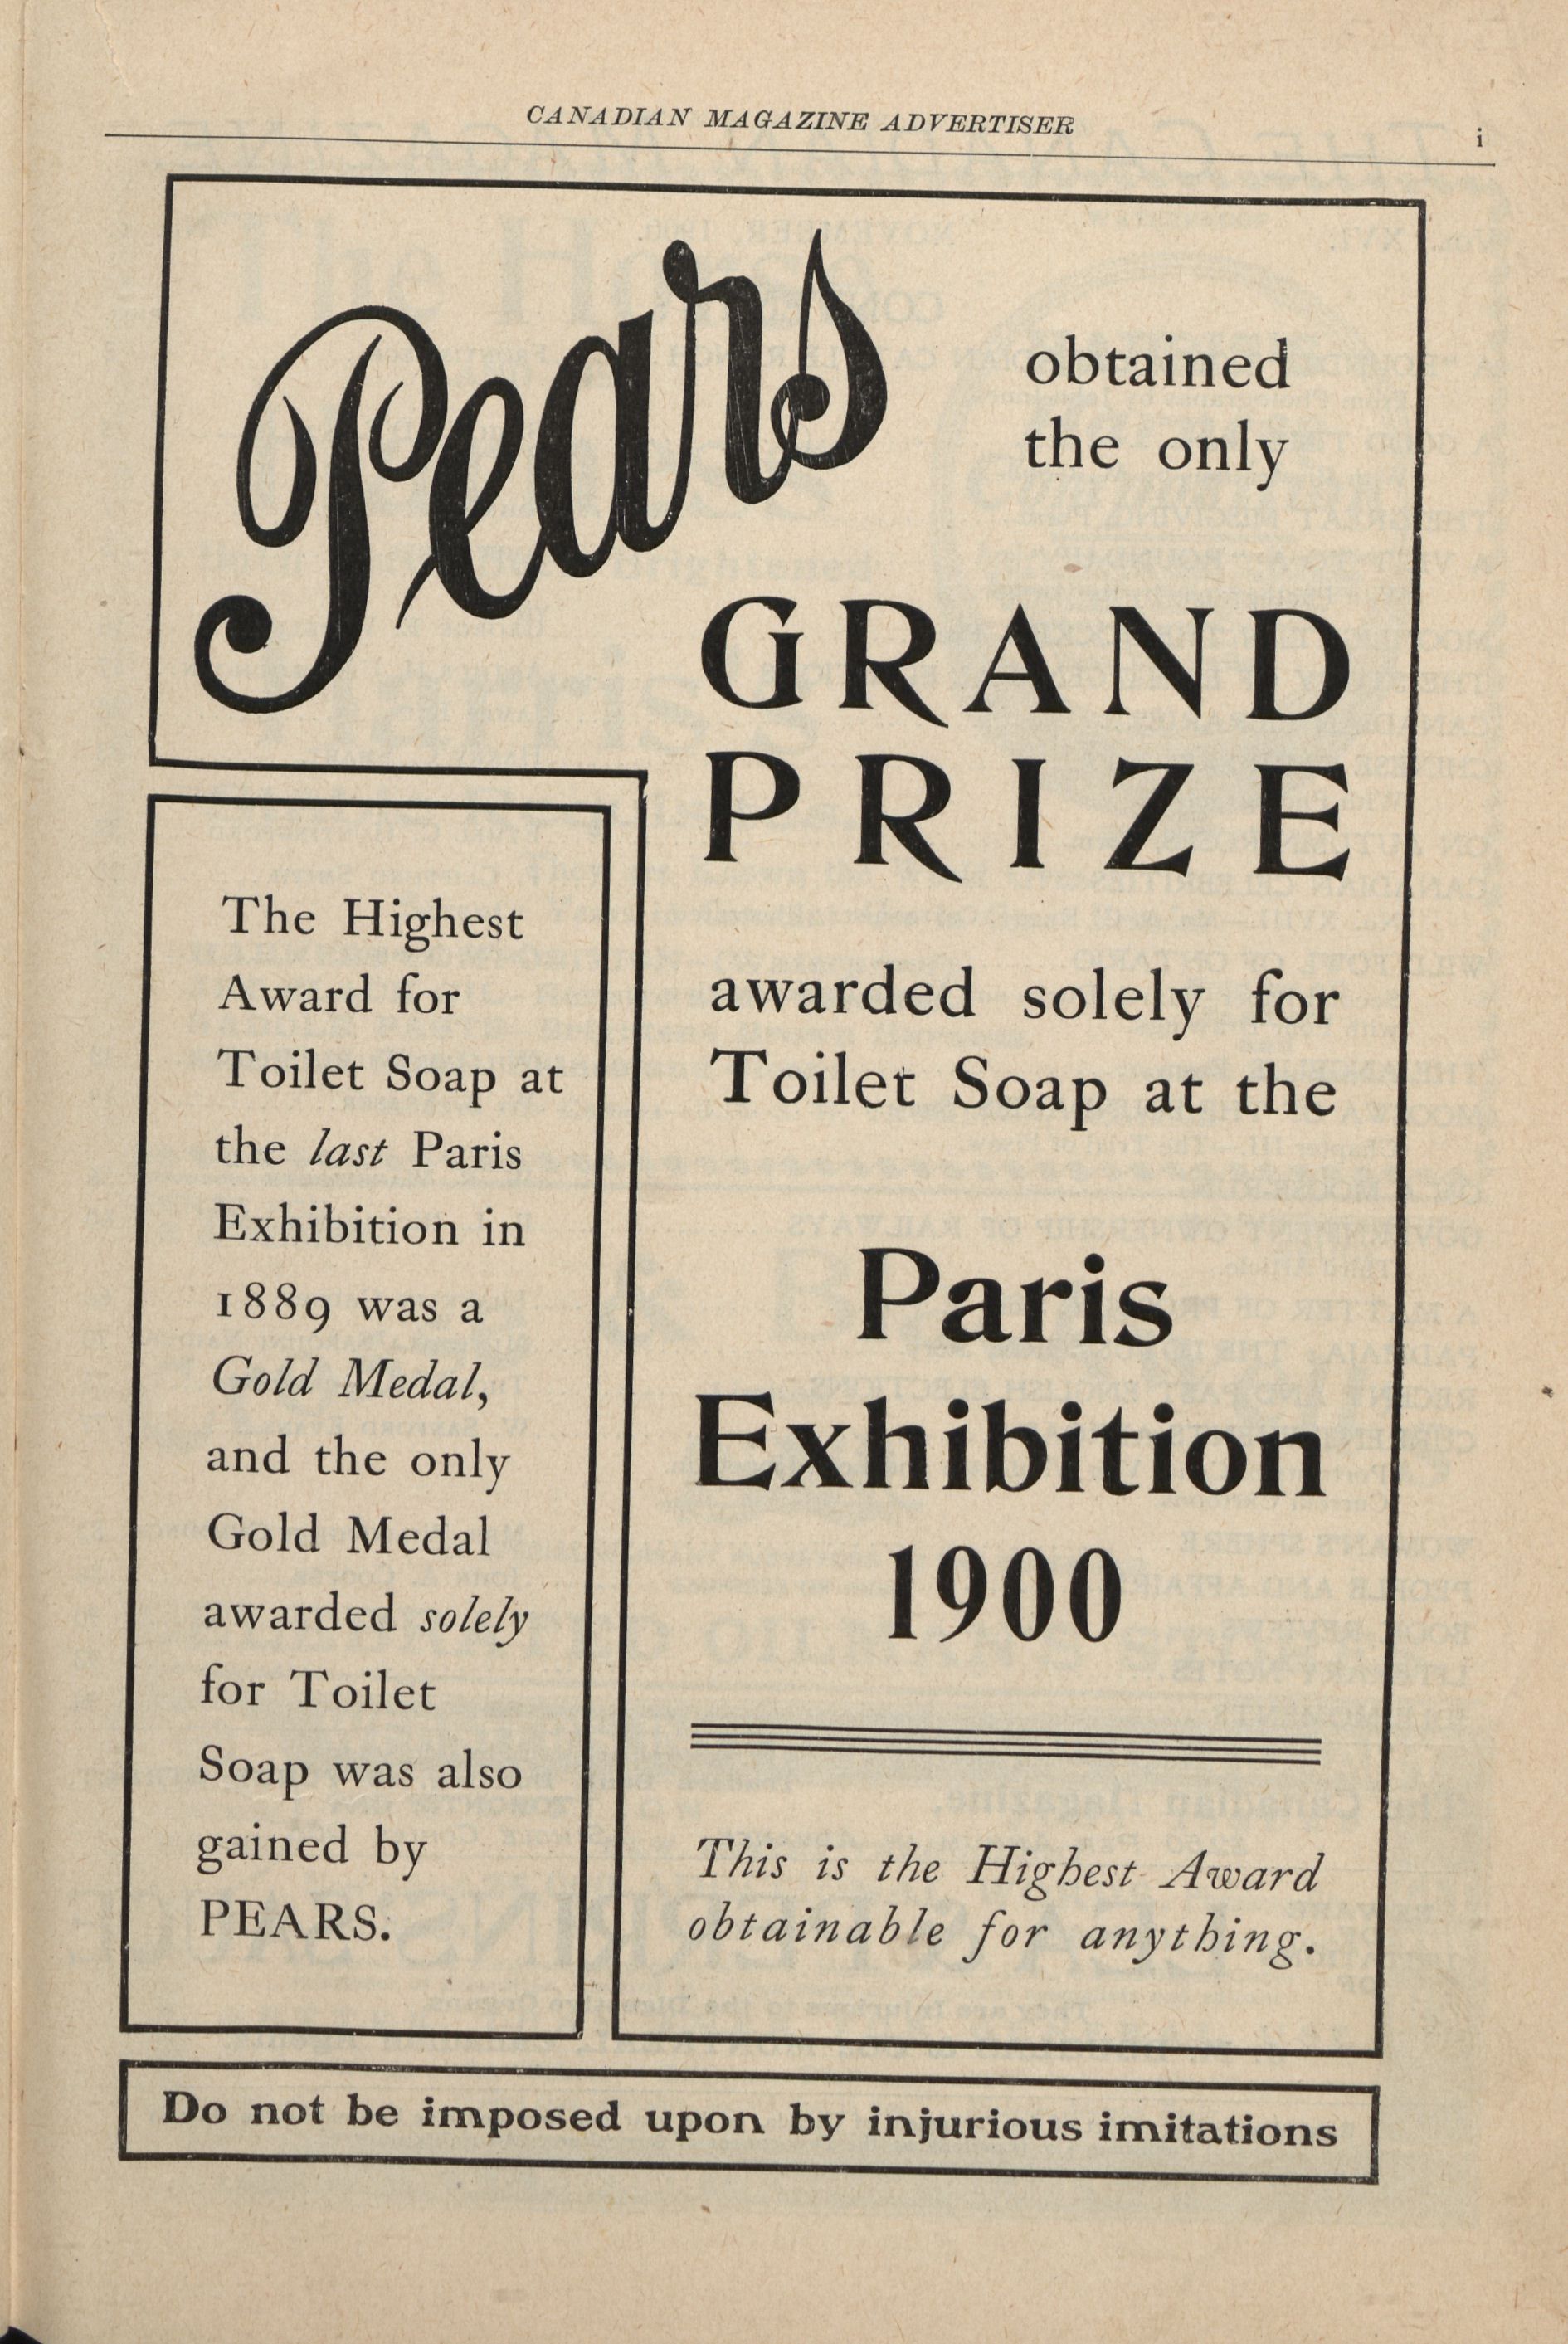 CANADIAN MAGAZINE ADVERTISER
i
Pears
obtained
the only
GRAND
PRIZE
awarded solely for
Toilet Soap at the
Paris
Exhibition
1900
This is the Highest Award
obtainable for anything.
The Highest
Award for
Toilet Soap at
the last Paris
Exhibition in
1889 was a
Gold Medal,
and the only
Gold Medal
awarded solely
for Toilet
Soap was also
gained by
PEARS.
Do not be imposed upon by injurious imitations